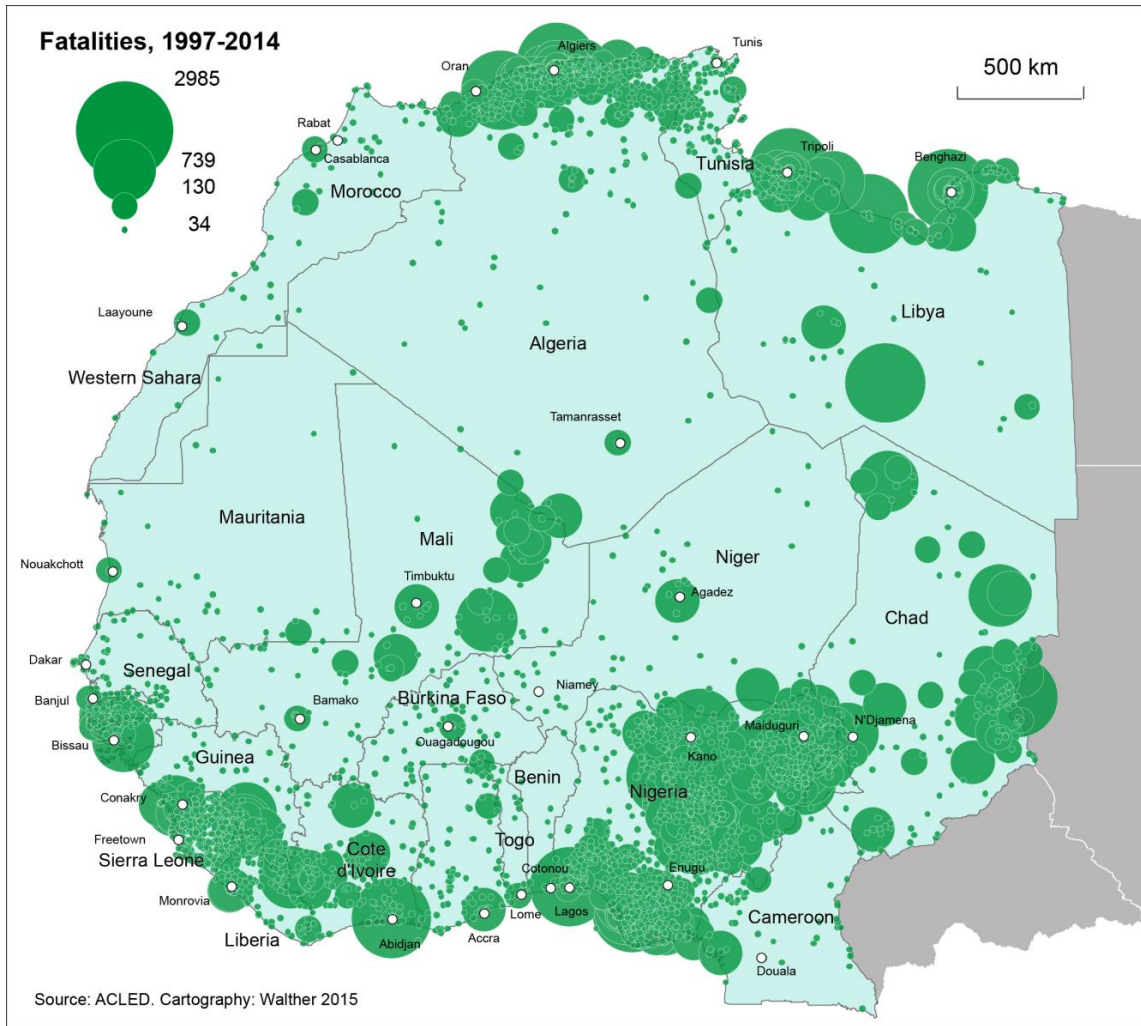 Fatalities, 1997-2014
2985
739
130
34
500 km
Algiers
Tunis
Oran
Rabat
Casablanca
Morocco
Tunisia
Tripoli
Benghazi
Laayoune
Western Sahara
Algeria
Libya
Tamanrasset
Mauritania
Mali
Niger
Nouakchott
Timbuktu
Agadez
Chad
Dakar
Senegal
Banjul
Bamako
Burkina Faso
Niamey
Maiduguri
N'Djamena
Bissau
Ouagadougou
Kano
Guinea
Benin
Nigeria
Conakry
Freetown
Sierra Leone
Cote
d'Ivoire
Togo
Cotonou
Enugu
Monrovia
Lome
Lagos
Liberia
Abidjan
Accra
Cameroon
Douala
Source: ACLED. Cartography: Walther 2015